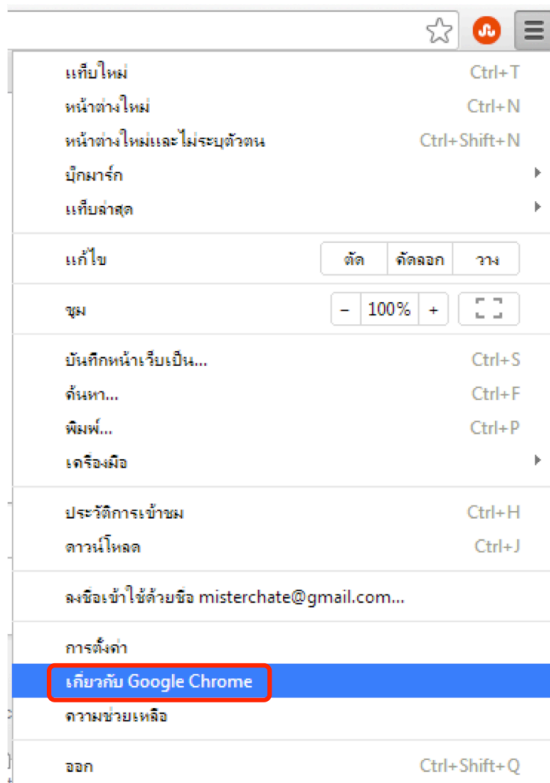 แท็บใหม่ Ctrl+T
หน้าต่างใหม่ Ctrl+N
หน้าต่างใหม่และไม่ระบุตัวตน Ctrl+Shift+N
บุ๊กมาร์ก
แท็บล่าสุด
แก้ไข ตัด คัดลอก วาง
ซูม - 100% +
บันทึกหน้าเว็บเป็น... Ctrl+S
ค้นหา... Ctrl+F
พิมพ์... Ctrl+P
เครื่องมือ
ประวัติการเข้าชม Ctrl+H
ดาวน์โหลด Ctrl+J
ลงชื่อเข้าใช้ด้วยชื่อ misterchate@gmail.com...
การตั้งค่า
เกี่ยวกับ Google Chrome
ความช่วยเหลือ
ออก Ctrl+Shift+Q